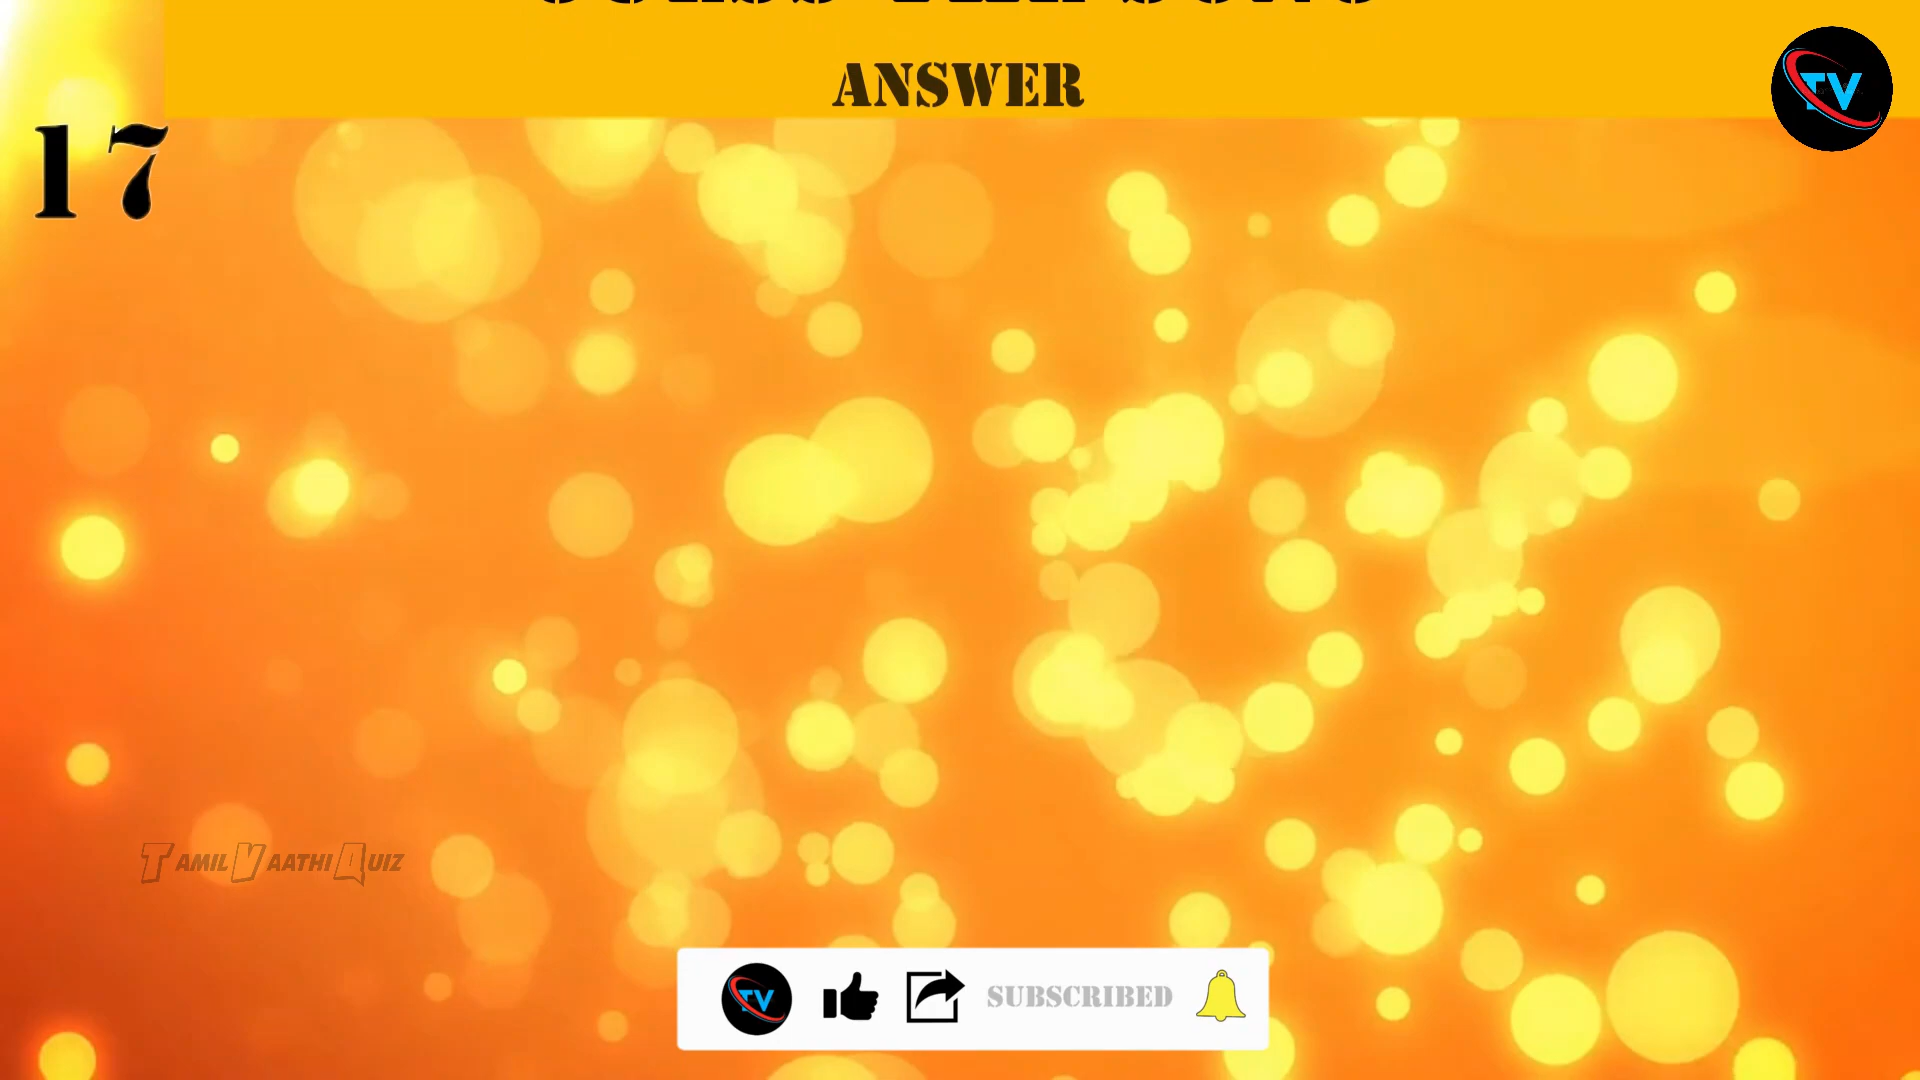 ANSWER
TV
17
TAMIL VAATHI QUIZ
TV
SUBSCRIBED